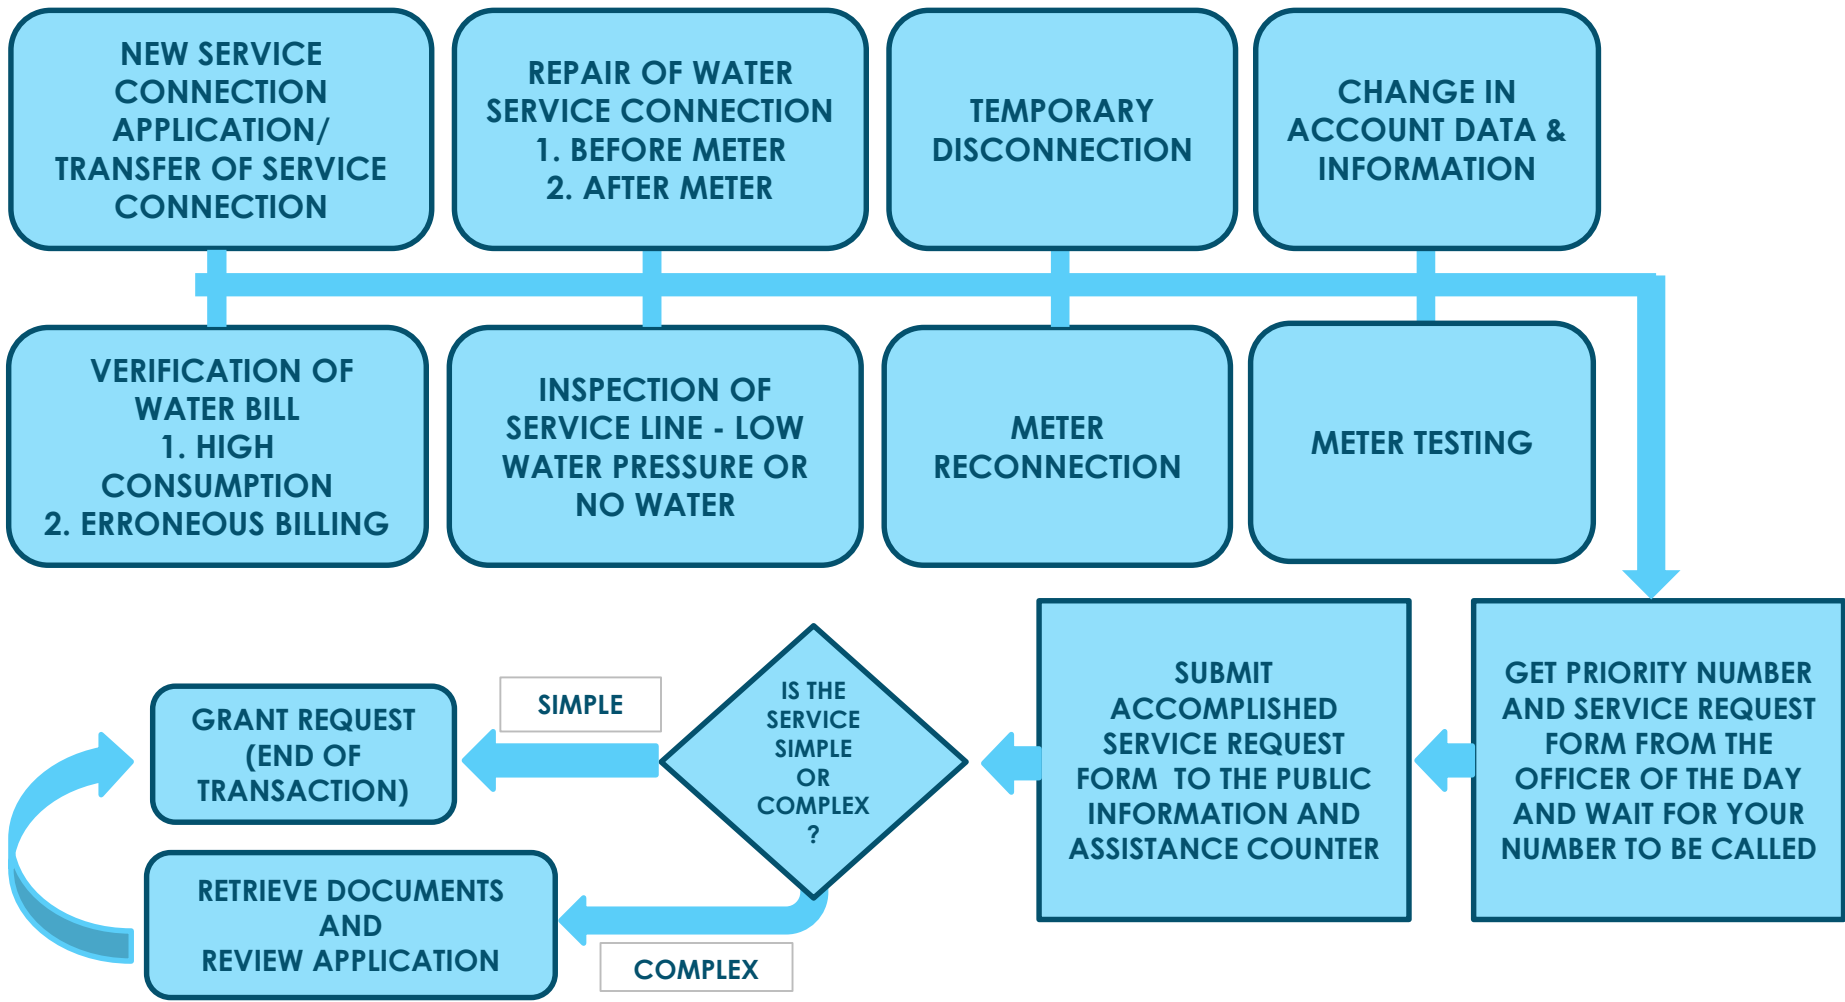 NEW SERVICE
CONNECTION
APPLICATION/
TRANSFER OF SERVICE
CONNECTION
REPAIR OF WATER
SERVICE CONNECTION
1. BEFORE METER
2. AFTER METER
TEMPORARY
DISCONNECTION
CHANGE IN
ACCOUNT DATA &
INFORMATION
VERIFICATION OF
WATER BILL
1. HIGH
CONSUMPTION
2. ERRONEOUS BILLING
INSPECTION OF
SERVICE LINE - LOW
WATER PRESSURE OR
NO WATER
METER
RECONNECTION
METER TESTING
GET PRIORITY NUMBER
AND SERVICE REQUEST
FORM FROM THE
OFFICER OF THE DAY
AND WAIT FOR YOUR
NUMBER TO BE CALLED
SUBMIT
ACCOMPLISHED
SERVICE REQUEST
FORM TO THE PUBLIC
INFORMATION AND
ASSISTANCE COUNTER
IS THE
SERVICE
SIMPLE
OR
COMPLEX
?
SIMPLE
GRANT REQUEST
(END OF
TRANSACTION)
COMPLEX
RETRIEVE DOCUMENTS
AND
REVIEW APPLICATION